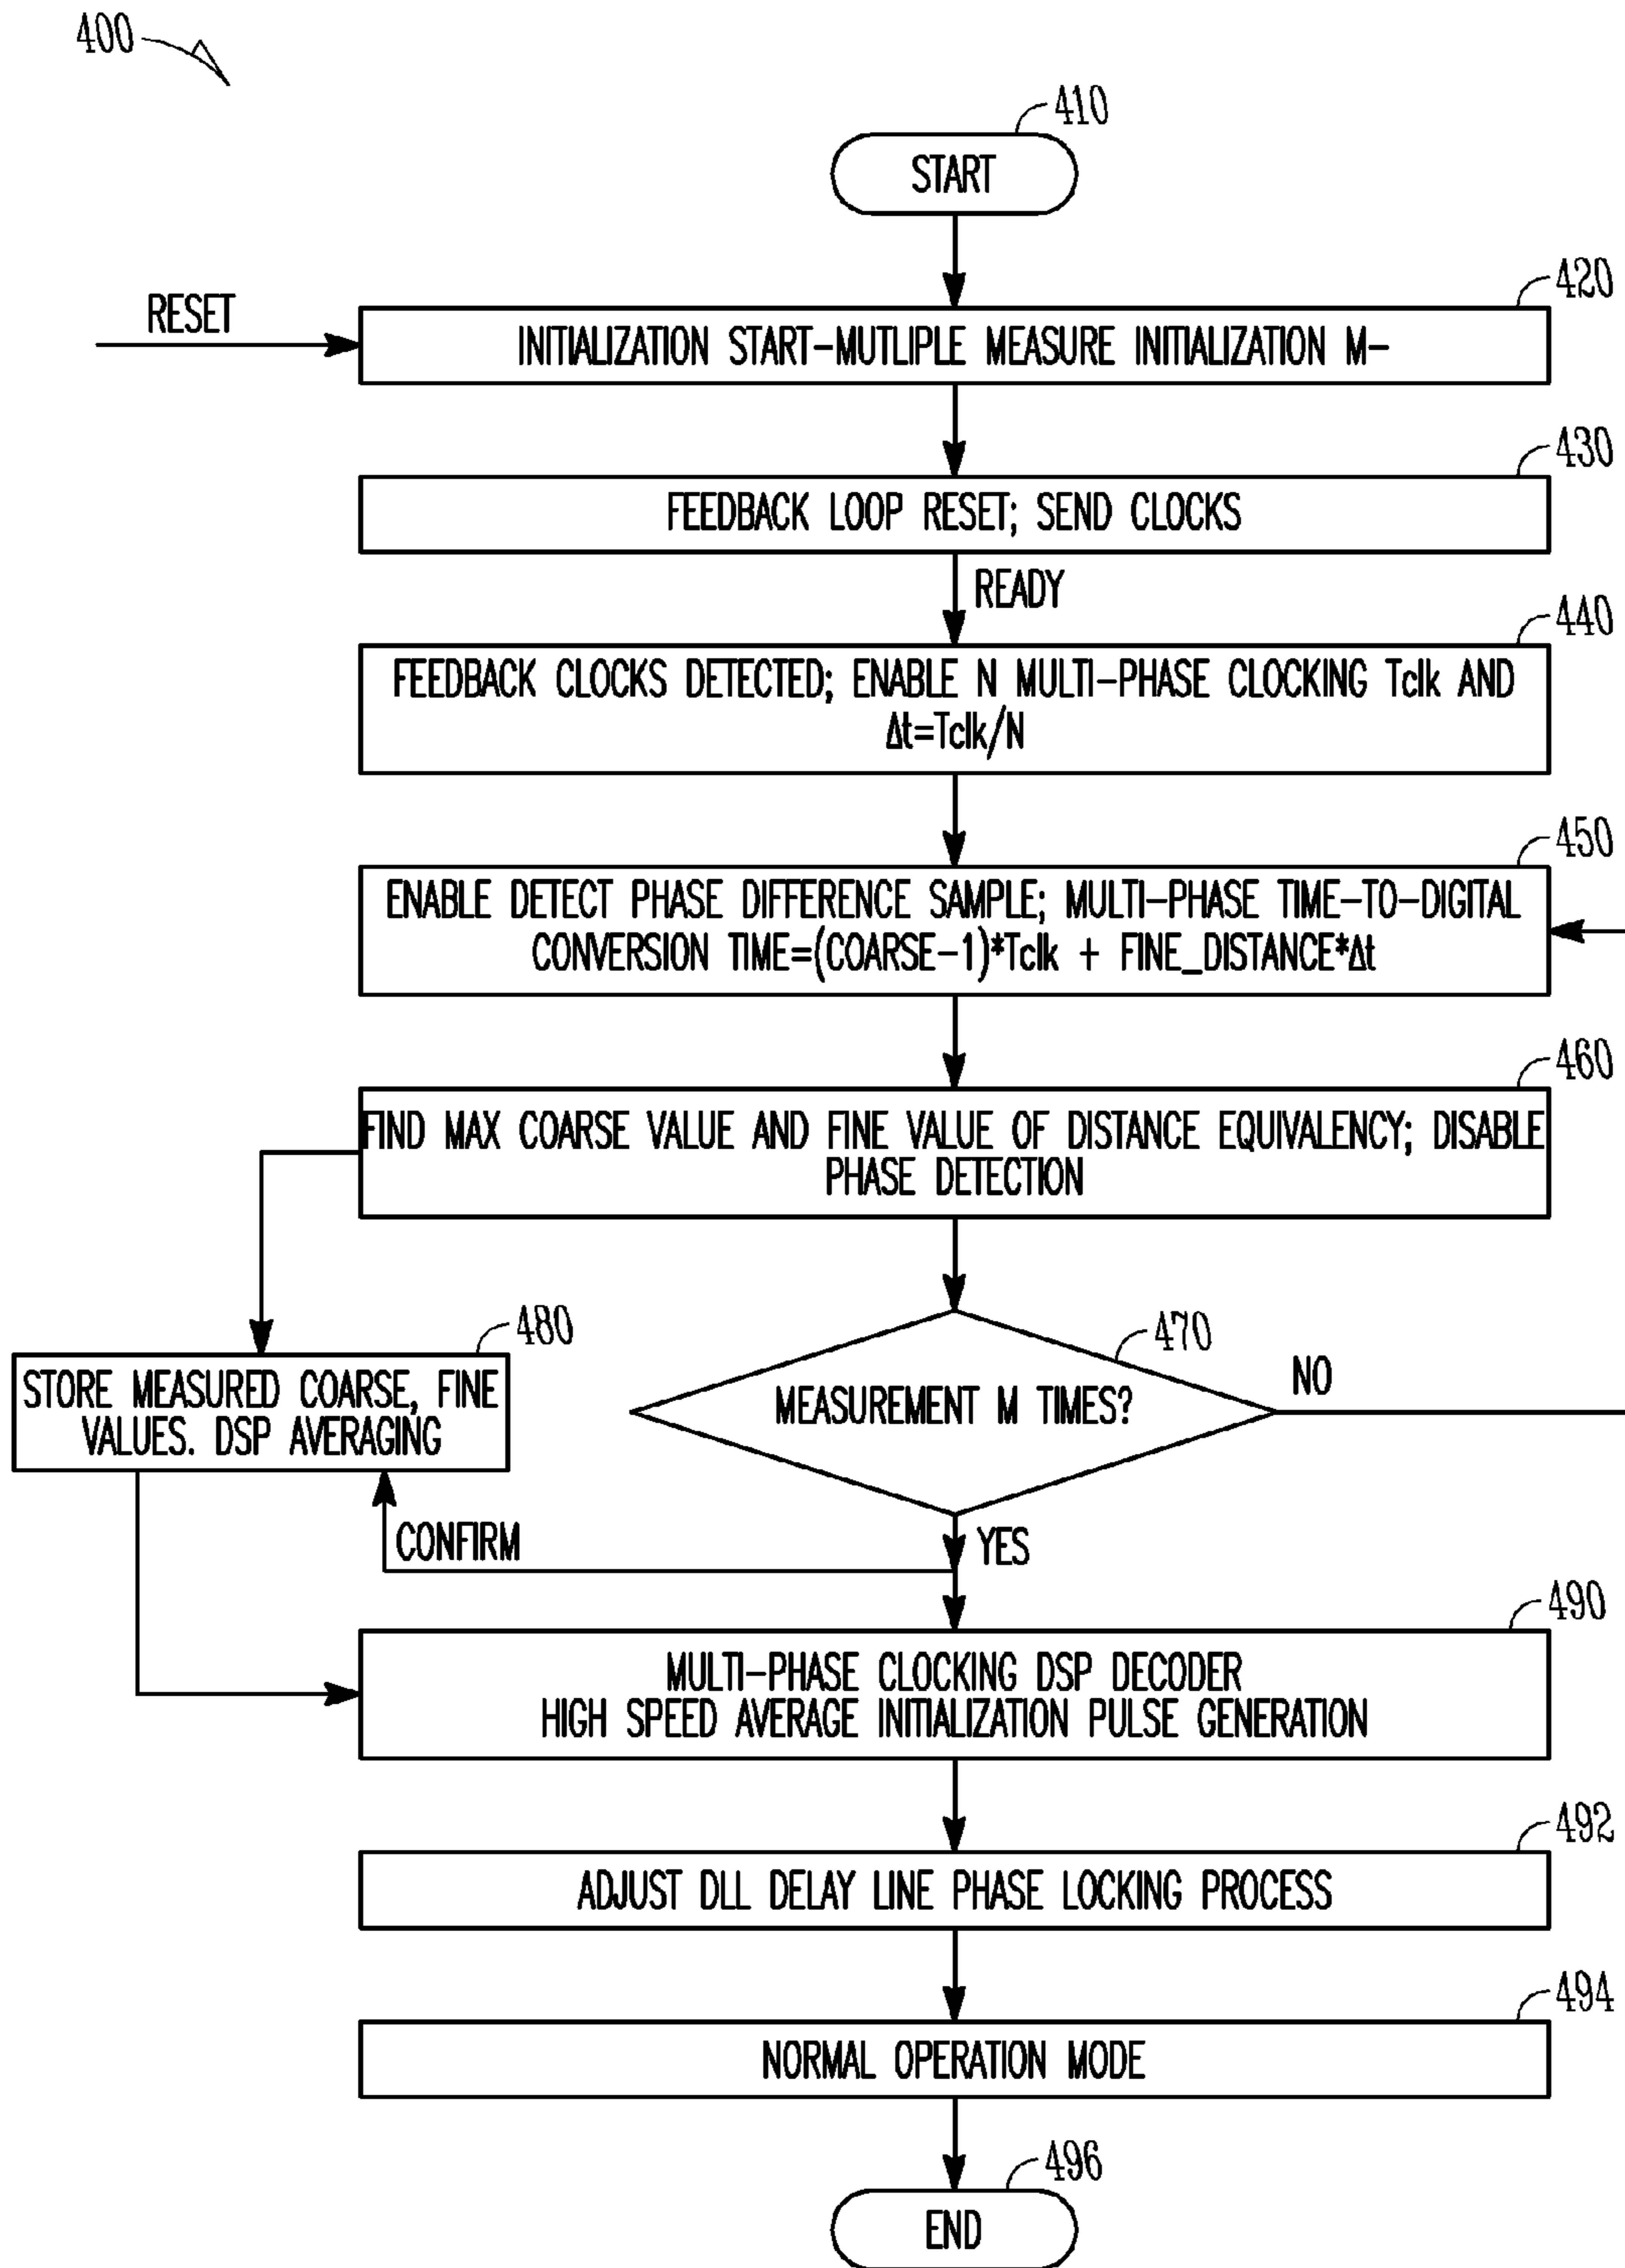 400
410
START
420
RESET
INITIALIZATION START-MUTLIPLE MEASURE INITIALIZATION M-
430
FEEDBACK LOOP RESET; SEND CLOCKS
READY
440
FEEDBACK CLOCKS DETECTED; ENABLE N MULTI-PHASE CLOCKING Tclk AND
Δt=Tclk/N
450
ENABLE DETECT PHASE DIFFERENCE SAMPLE; MULTI-PHASE TIME-TO-DIGITAL
CONVERSION TIME=(COARSE-1)*Tclk + FINE_DISTANCE*Δt
460
FIND MAX COARSE VALUE AND FINE VALUE OF DISTANCE EQUIVALENCY; DISABLE
PHASE DETECTION
480
STORE MEASURED COARSE, FINE
VALUES. DSP AVERAGING
470
MEASUREMENT M TIMES?
NO
CONFIRM
YES
490
MULTI-PHASE CLOCKING DSP DECODER
HIGH SPEED AVERAGE INITIALIZATION PULSE GENERATION
492
ADJUST DLL DELAY LINE PHASE LOCKING PROCESS
494
NORMAL OPERATION MODE
496
END